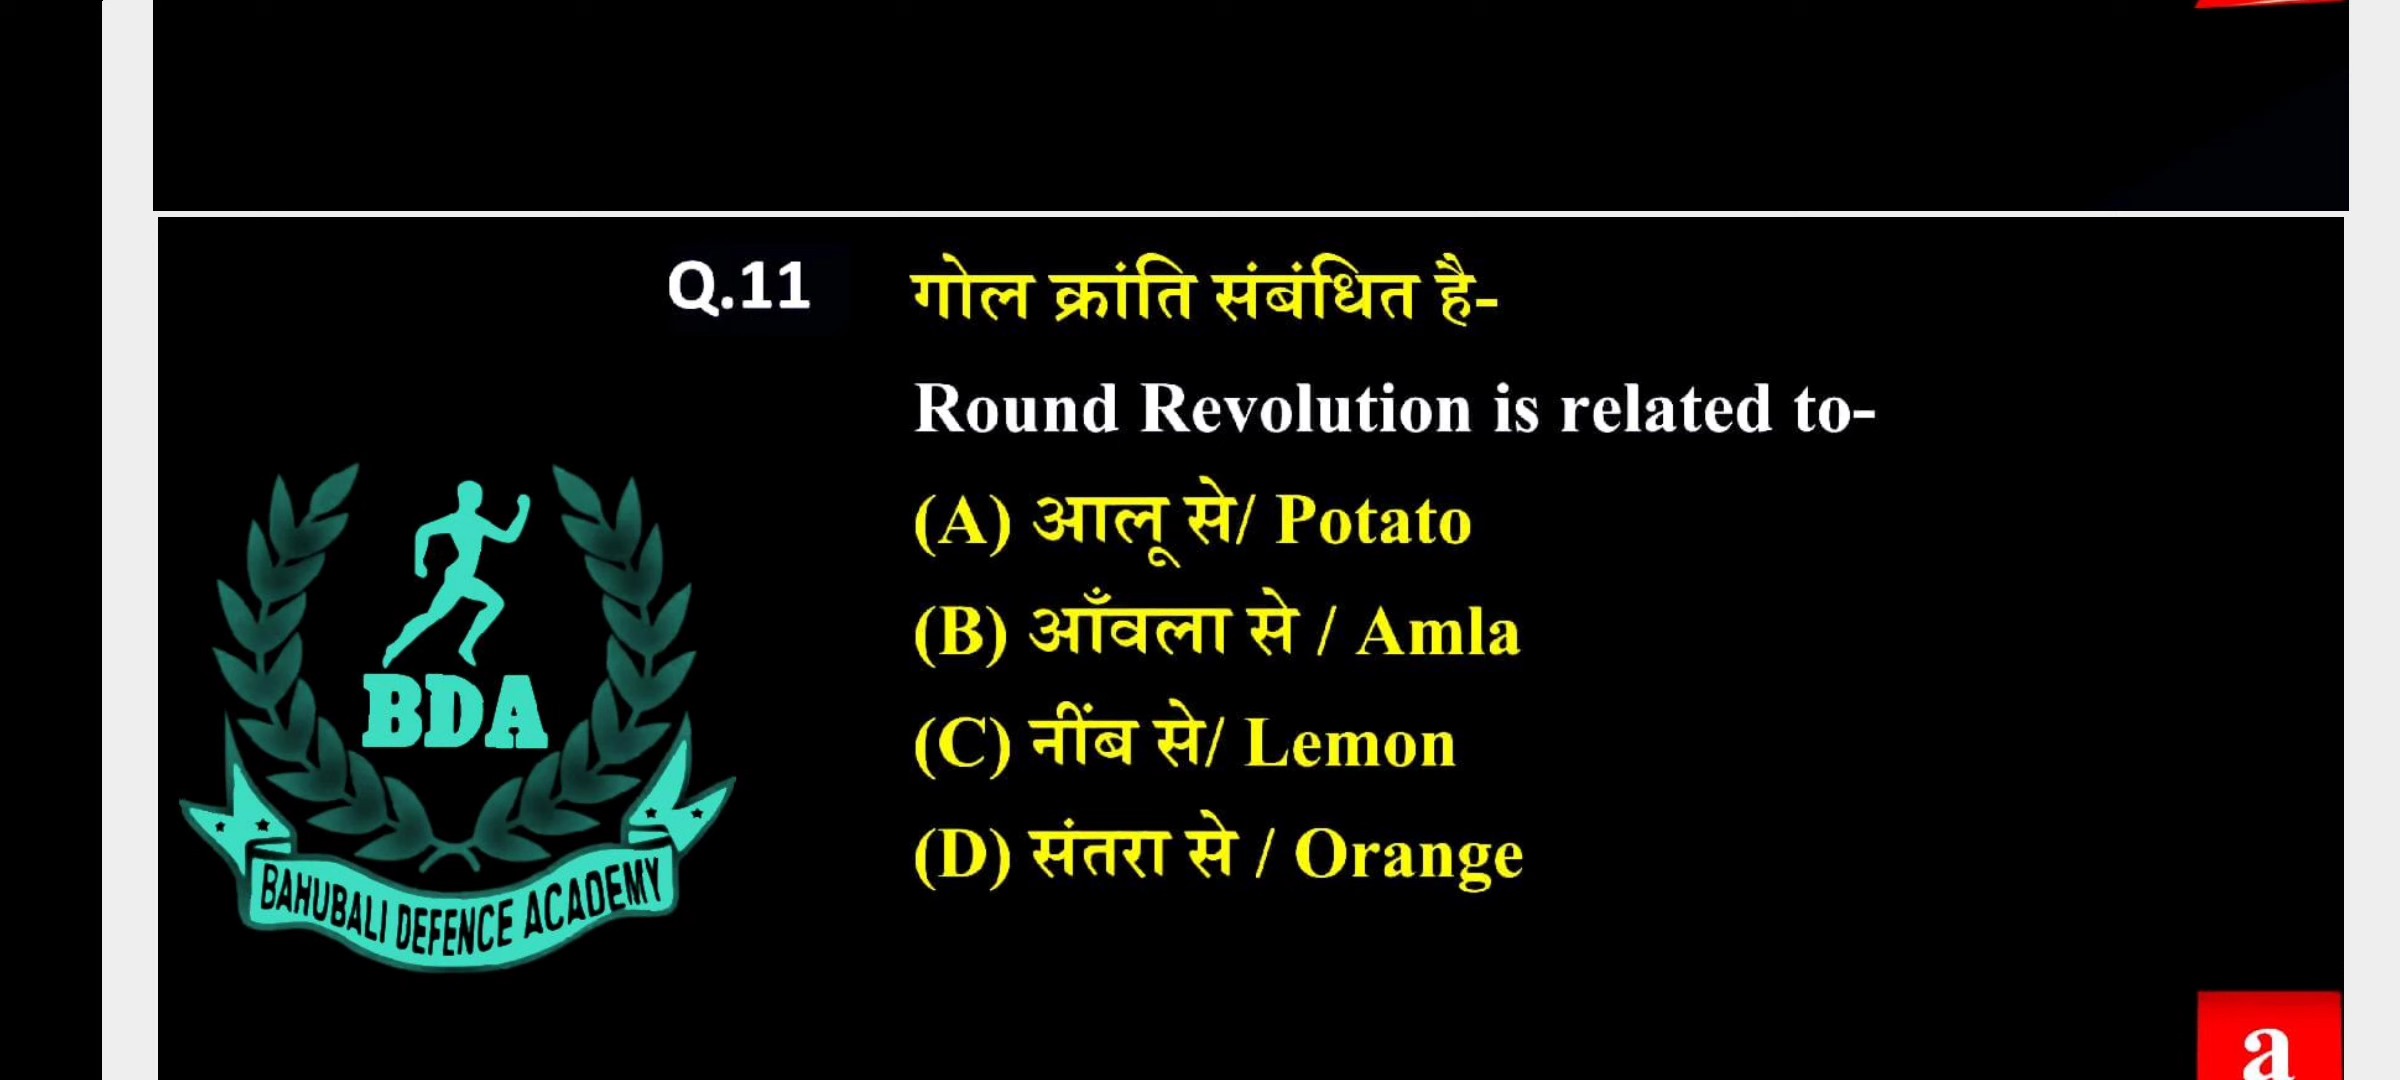 Q.11 गोल क्रांति संबंधित है-
Round Revolution is related to-
(A) आलू से/ Potato
(B) आँवला से / Amla
(C) नींब से/ Lemon
(D) संतरा से / Orange
BDA
BAHUBALI DEFENCE ACADEMY
a